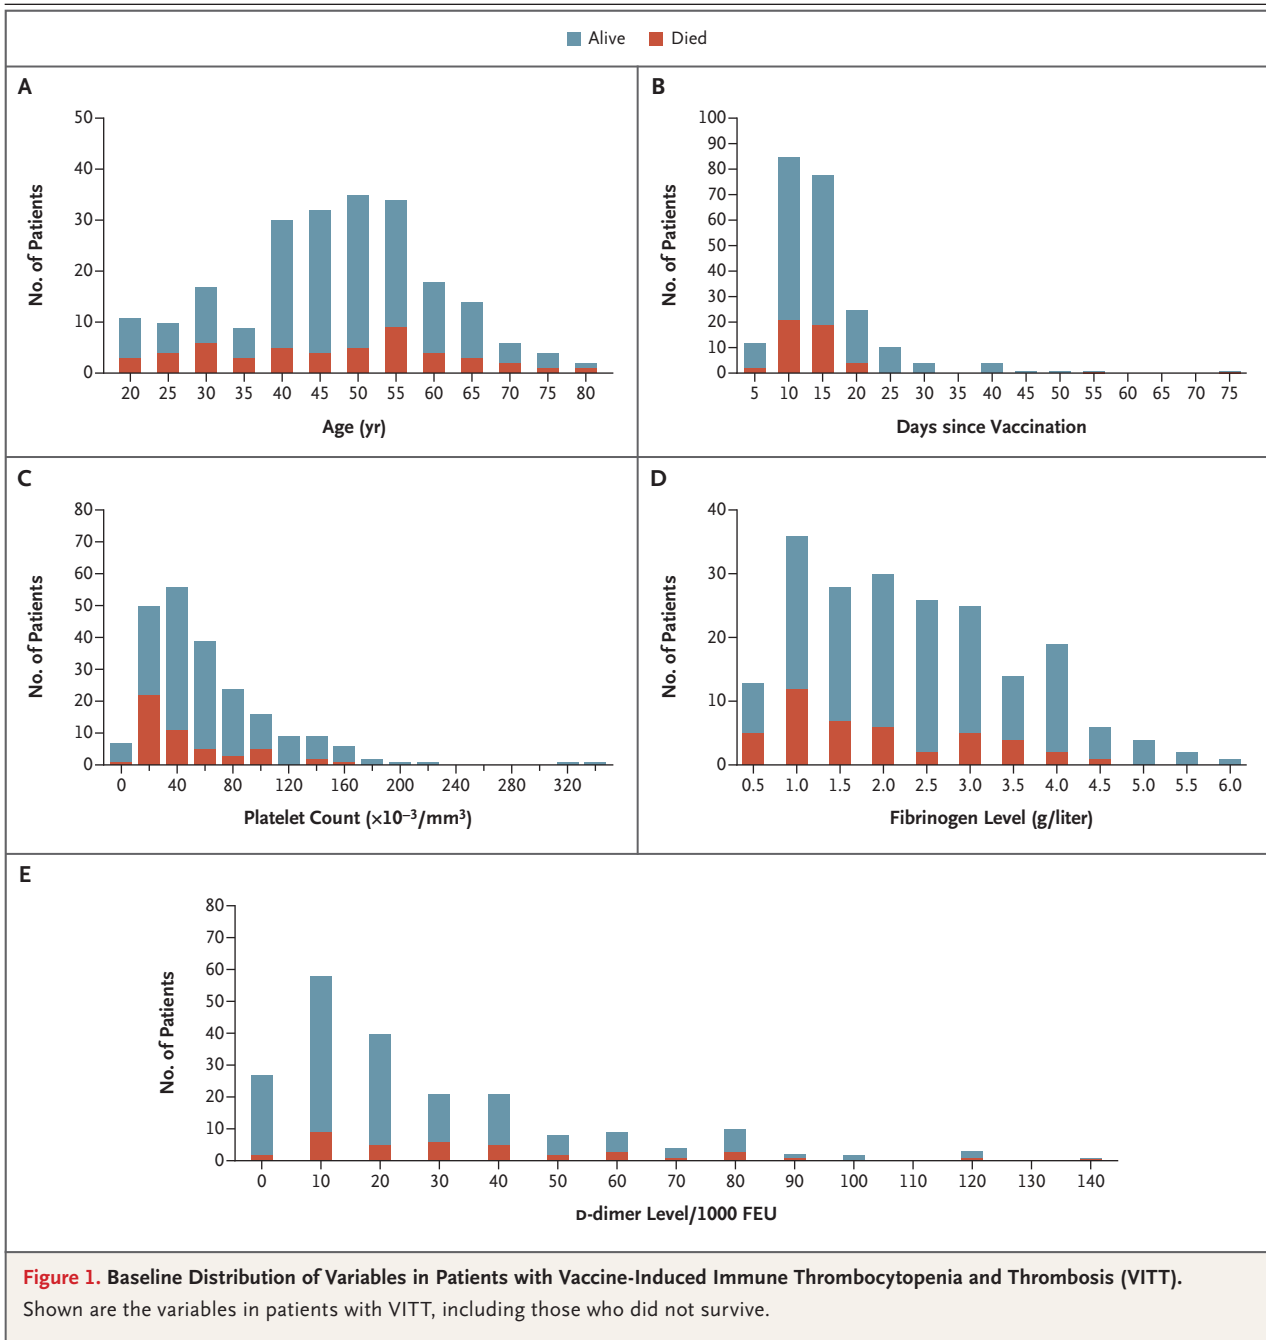 Alive Died
A
50
40
30
20
10
0
No. of Patients
20 25 30 35 40 45 50 55 60 65 70 75 80
Age (yr)
B
100
90
80
70
60
50
40
30
20
10
0
No. of Patients
5 10 15 20 25 30 35 40 45 50 55 60 65 70 75
Days since Vaccination
C
80
70
60
50
40
30
20
10
0
No. of Patients
0 40 80 120 160 200 240 280 320
Platelet Count (×10⁻³/mm³)
D
40
30
20
10
0
No. of Patients
0.5 1.0 1.5 2.0 2.5 3.0 3.5 4.0 4.5 5.0 5.5 6.0
Fibrinogen Level (g/liter)
E
80
70
60
50
40
30
20
10
0
No. of Patients
0 10 20 30 40 50 60 70 80 90 100 110 120 130 140
D-dimer Level/1000 FEU
Figure 1. Baseline Distribution of Variables in Patients with Vaccine-Induced Immune Thrombocytopenia and Thrombosis (VITT).
Shown are the variables in patients with VITT, including those who did not survive.